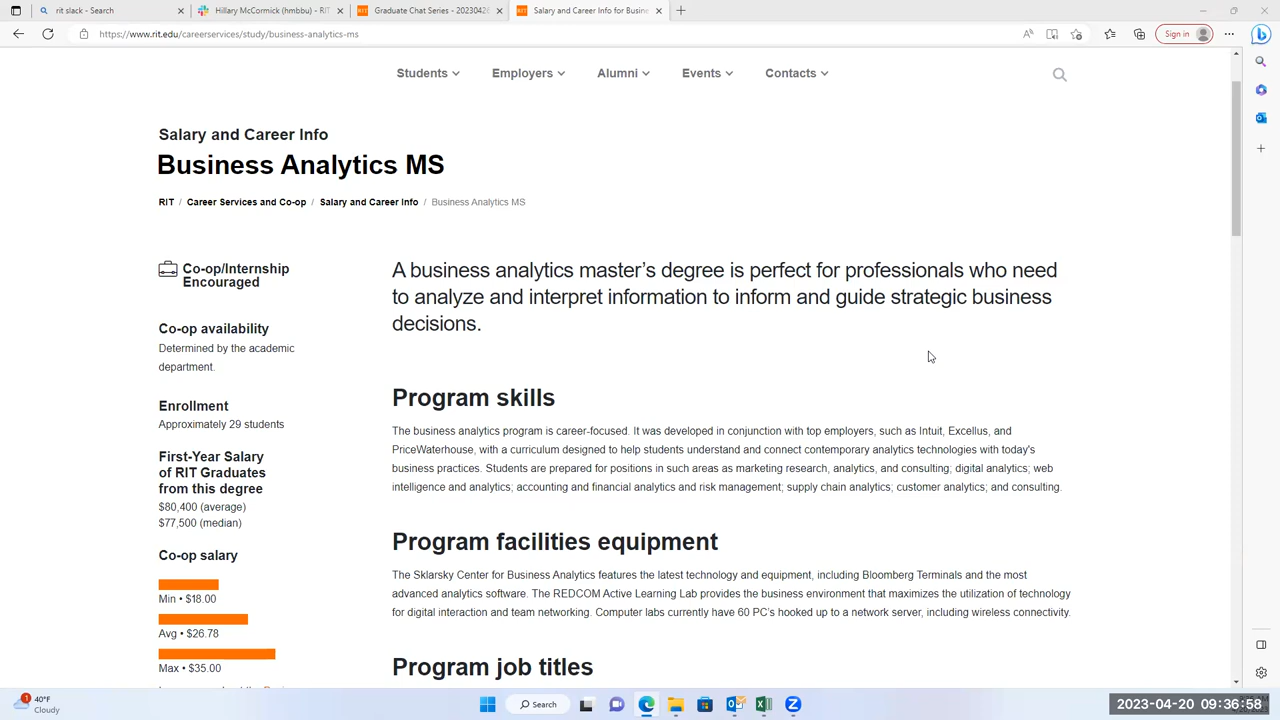 rit slack - Search
Hillary McCormick (hmbbu) - RIT
Graduate Chat Series - 20230426
Salary and Career Info for Busin
https://www.rit.edu/careerservices/study/business-analytics-ms
Sign in
Students
Employers
Alumni
Events
Contacts
Salary and Career Info
Business Analytics MS
RIT / Career Services and Co-op / Salary and Career Info / Business Analytics MS
Co-op/Internship
Encouraged
Co-op availability
Determined by the academic
department.
Enrollment
Approximately 29 students
First-Year Salary
of RIT Graduates
from this degree
$80,400 (average)
$77,500 (median)
Co-op salary
Min • $18.00
Avg • $26.78
Max • $35.00
A business analytics master's degree is perfect for professionals who need
to analyze and interpret information to inform and guide strategic business
decisions.
Program skills
The business analytics program is career-focused. It was developed in conjunction with top employers, such as Intuit, Excellus, and
PriceWaterhouse, with a curriculum designed to help students understand and connect contemporary analytics technologies with today's
business practices. Students are prepared for positions in such areas as marketing research, analytics, and consulting; digital analytics; web
intelligence and analytics; accounting and financial analytics and risk management; supply chain analytics; customer analytics; and consulting.
Program facilities equipment
The Sklarsky Center for Business Analytics features the latest technology and equipment, including Bloomberg Terminals and the most
advanced analytics software. The REDCOM Active Learning Lab provides the business environment that maximizes the utilization of technology
for digital interaction and team networking. Computer labs currently have 60 PC's hooked up to a network server, including wireless connectivity.
Program job titles
1
40°F
Cloudy
Search
2023-04-20 09:36:58